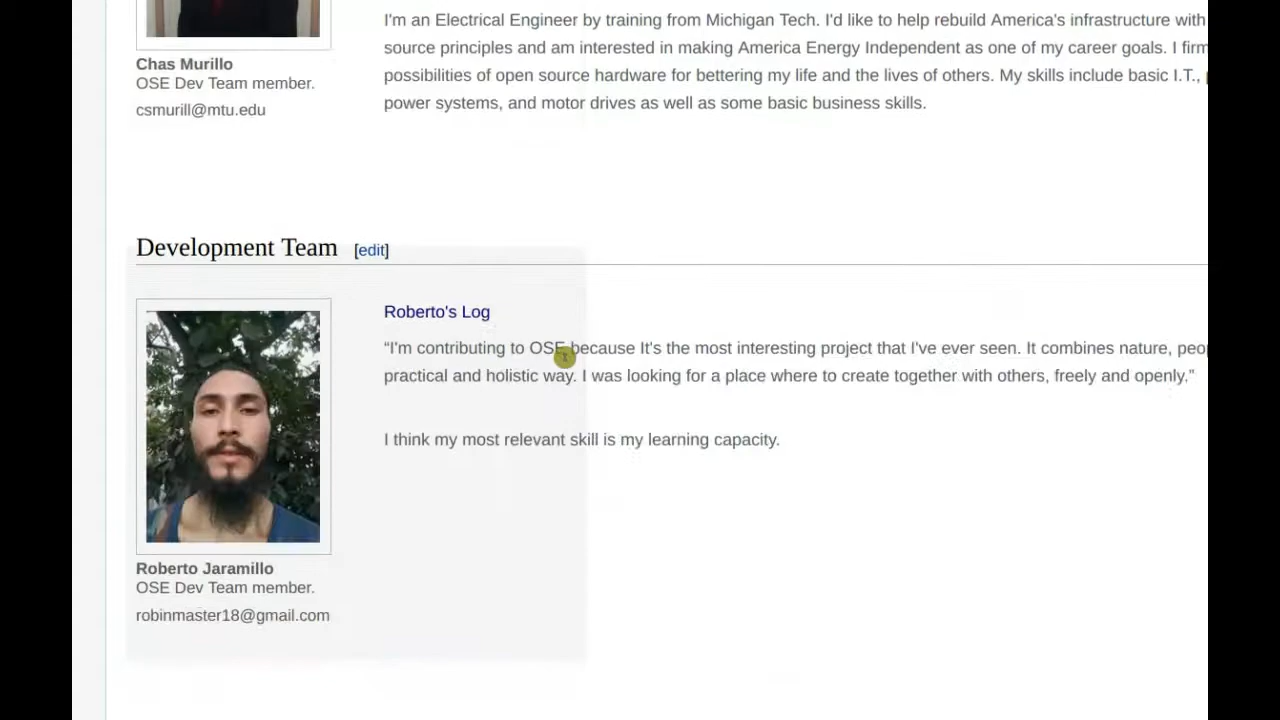 I'm an Electrical Engineer by training from Michigan Tech. I'd like to help rebuild America's infrastructure with
source principles and am interested in making America Energy Independent as one of my career goals. I firm
possibilities of open source hardware for bettering my life and the lives of others. My skills include basic I.T.,
power systems, and motor drives as well as some basic business skills.
Chas Murillo
OSE Dev Team member.
csmurill@mtu.edu
Development Team [edit]
Roberto's Log
“I'm contributing to OSE because It's the most interesting project that I've ever seen. It combines nature, peop
practical and holistic way. I was looking for a place where to create together with others, freely and openly.”
I think my most relevant skill is my learning capacity.
Roberto Jaramillo
OSE Dev Team member.
robinmaster18@gmail.com